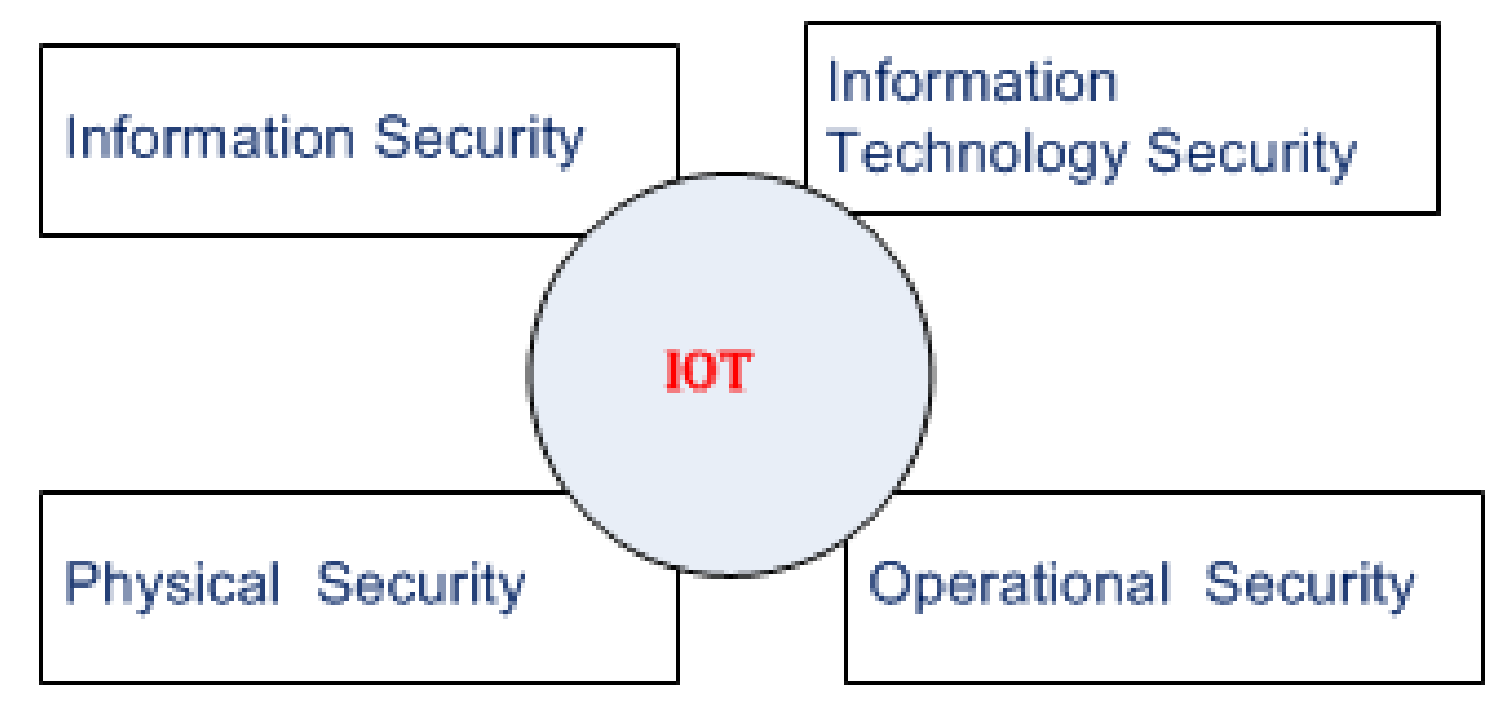 Information Security
Information
Technology Security
IOT
Physical Security
Operational Security